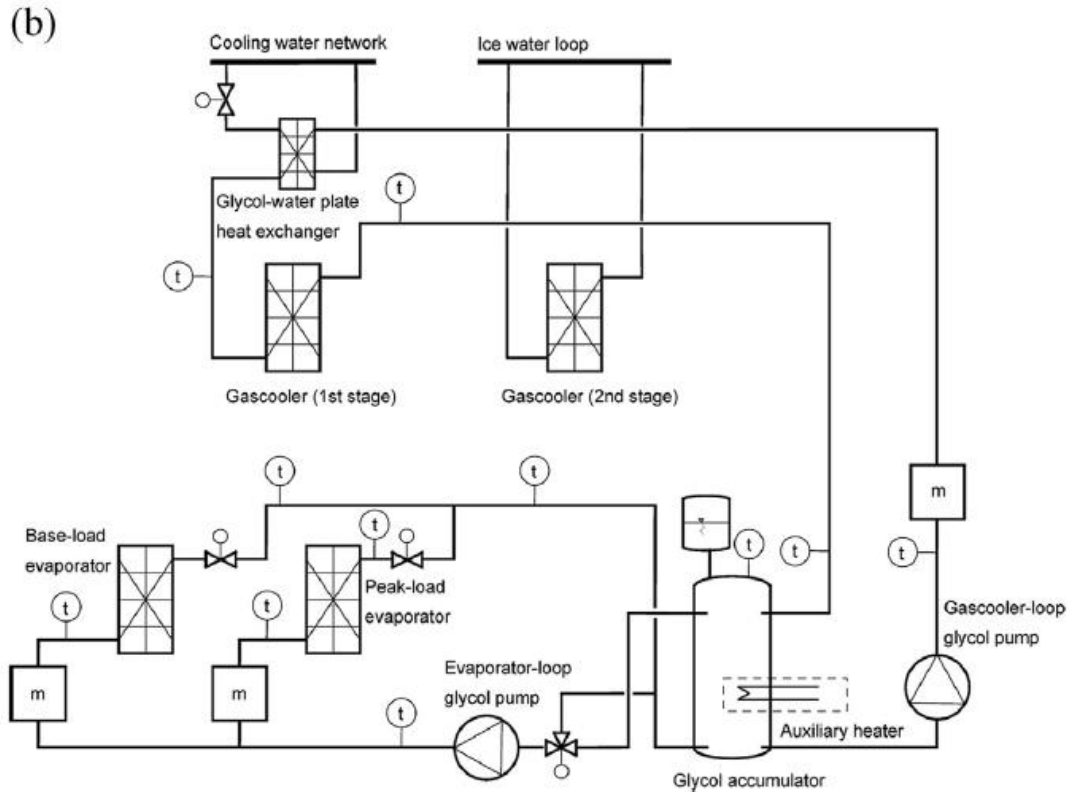 (b)
Cooling water network
Ice water loop
Glycol-water plate
heat exchanger
t
t
Gascooler (1st stage)
Gascooler (2nd stage)
t
t
m
Base-load
evaporator
t
Peak-load
evaporator
t
t
t
t
t
Gascooler-loop
glycol pump
m
m
Evaporator-loop
glycol pump
t
Auxiliary heater
Glycol accumulator